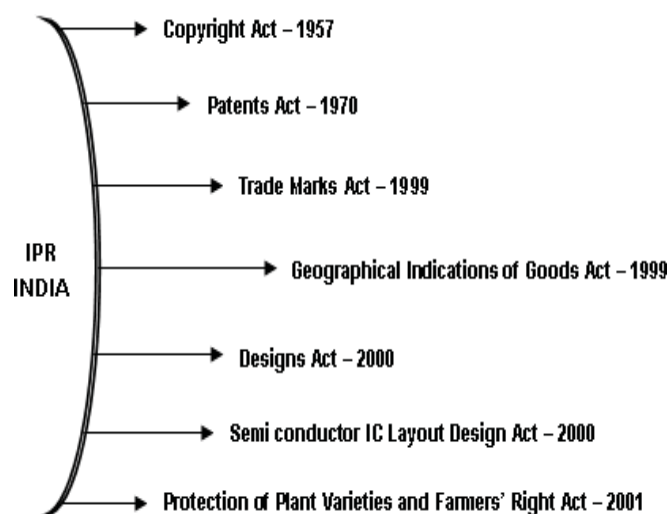 Copyright Act – 1957
Patents Act – 1970
Trade Marks Act – 1999
IPR
INDIA
Geographical Indications of Goods Act – 1999
Designs Act – 2000
Semi conductor IC Layout Design Act – 2000
Protection of Plant Varieties and Farmers' Right Act – 2001